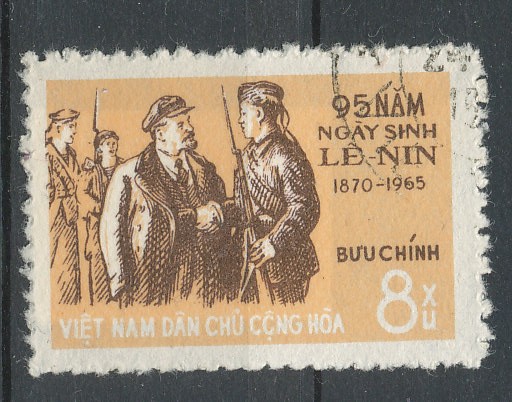 95 NĂM
NGÀY SINH
LÊ-NIN
1870-1965
BƯU CHÍNH
8 XU
VIỆT NAM DÂN CHỦ CỘNG HÒA